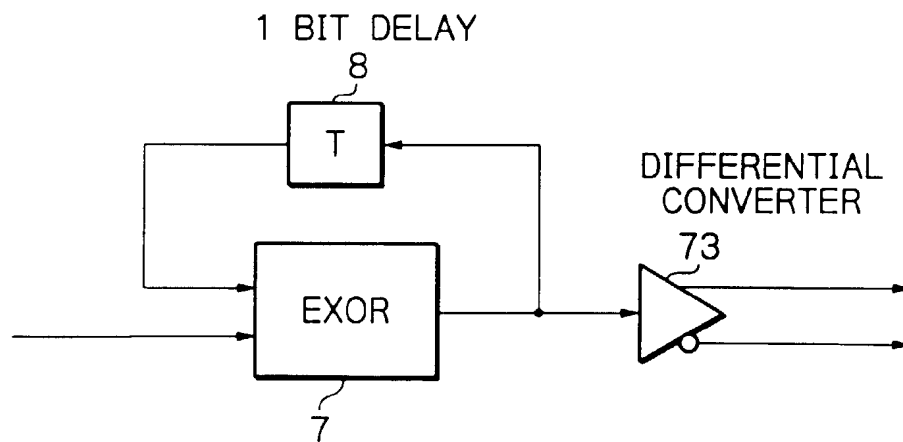 1 BIT DELAY
8
T
DIFFERENTIAL
CONVERTER
73
EXOR
7